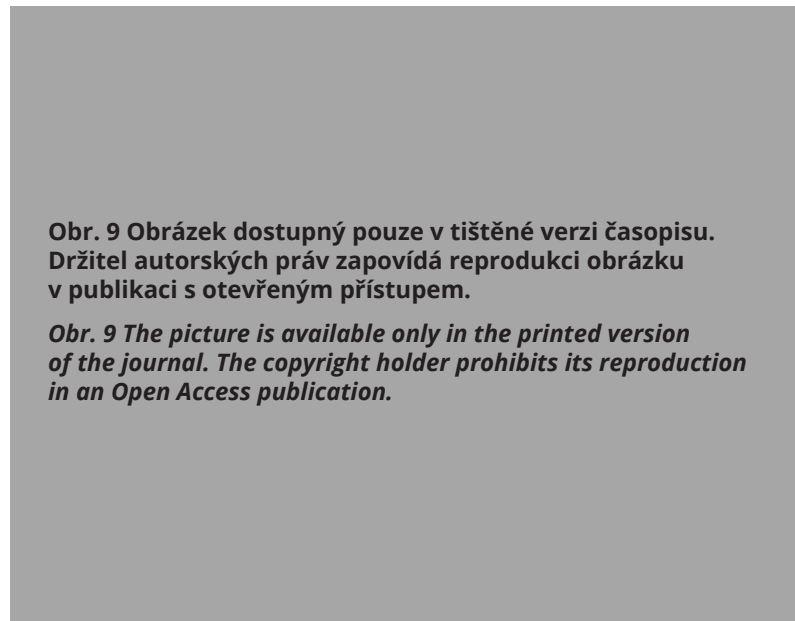 Obr. 9 Obrázek dostupný pouze v tištěné verzi časopisu.
Držitel autorských práv zapovídá reprodukci obrázku
v publikaci s otevřeným přístupem.
Obr. 9 The picture is available only in the printed version
of the journal. The copyright holder prohibits its reproduction
in an Open Access publication.